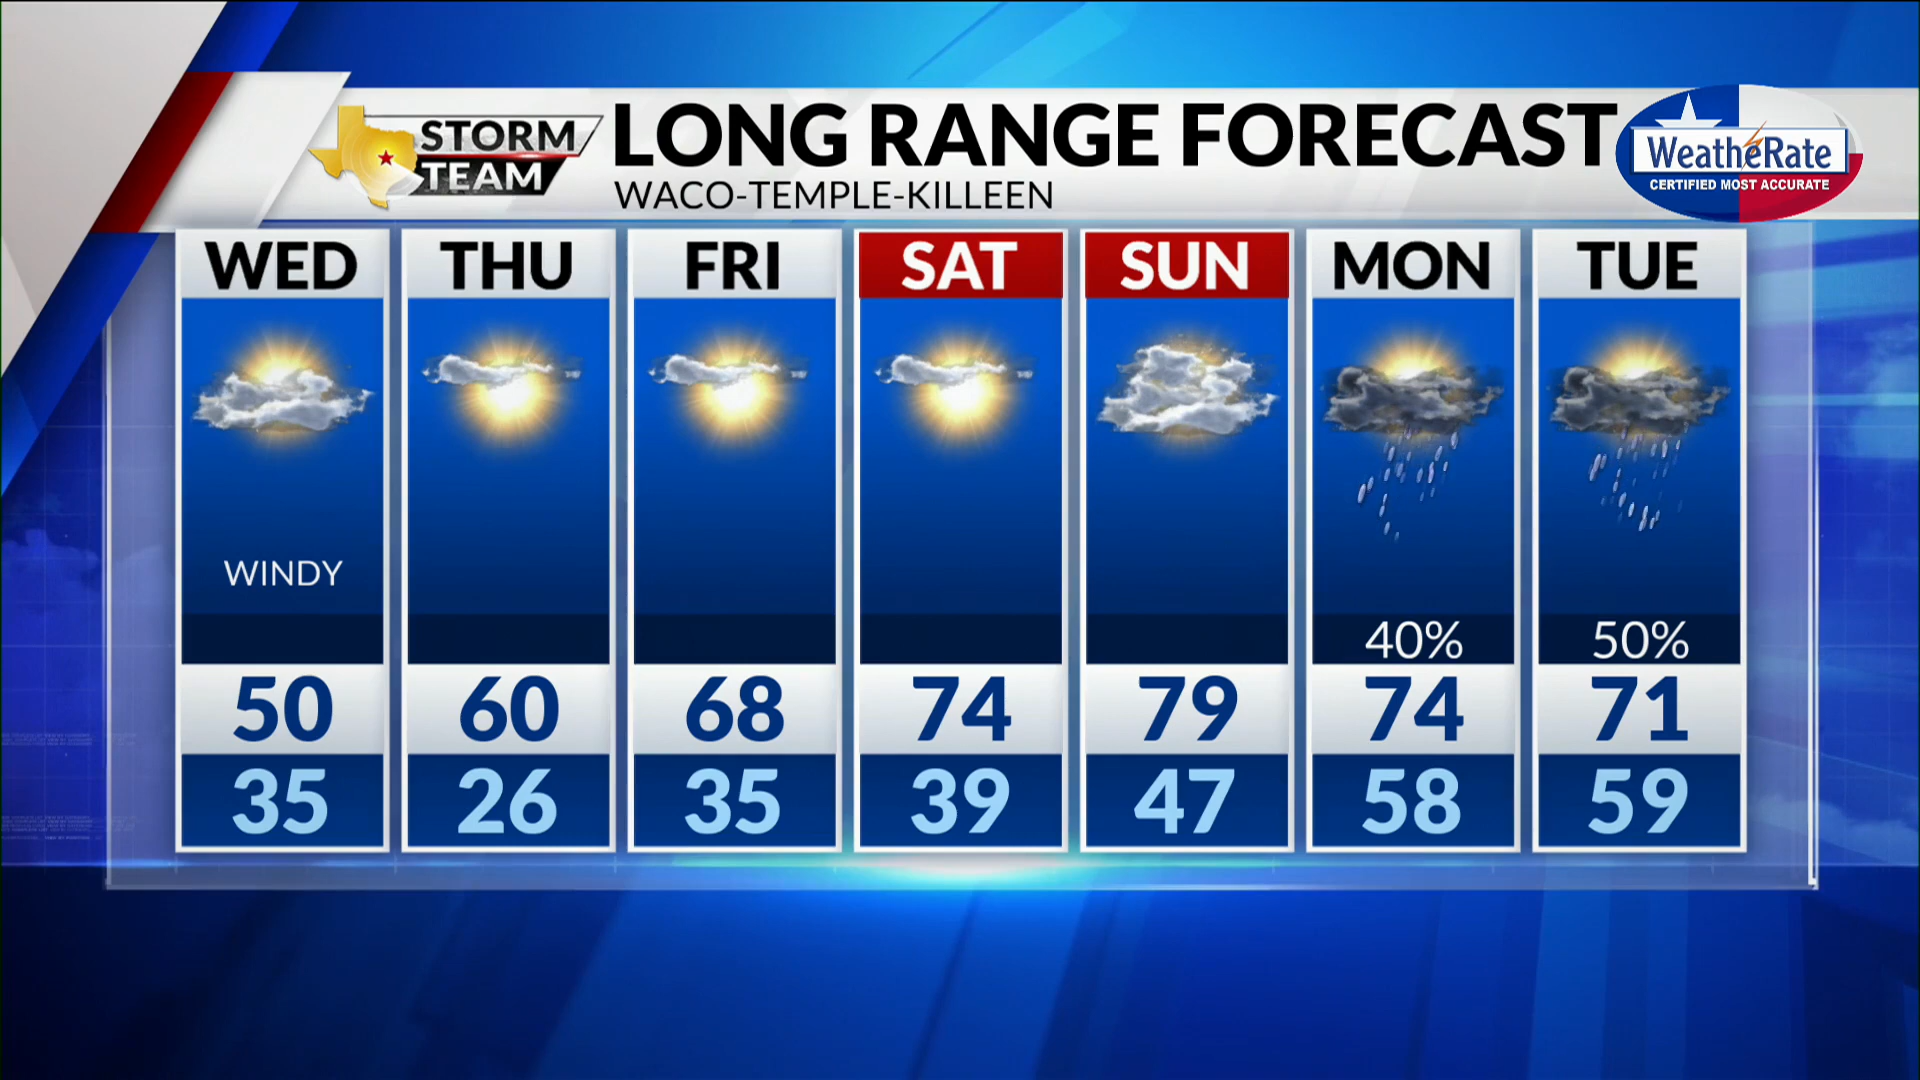 STORM
TEAM
LONG RANGE FORECAST
WACO-TEMPLE-KILLEEN
WeatheRate
CERTIFIED MOST ACCURATE
WED THU FRI SAT SUN MON TUE
WINDY
40% 50%
50 60 68 74 79 74 71
35 26 35 39 47 58 59